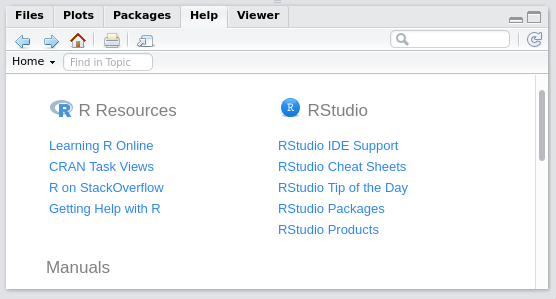 Files Plots Packages Help Viewer
Home Find in Topic
R R Resources
R RStudio
Learning R Online
CRAN Task Views
R on StackOverflow
Getting Help with R
RStudio IDE Support
RStudio Cheat Sheets
RStudio Tip of the Day
RStudio Packages
RStudio Products
Manuals